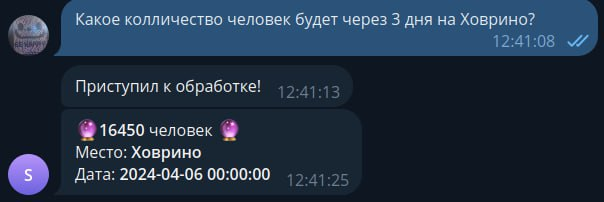 Какое колличество человек будет через 3 дня на Ховрино?
12:41:08
Приступил к обработке! 12:41:13
🔮16450 человек 🔮
Место: Ховрино
Дата: 2024-04-06 00:00:00 12:41:25
S